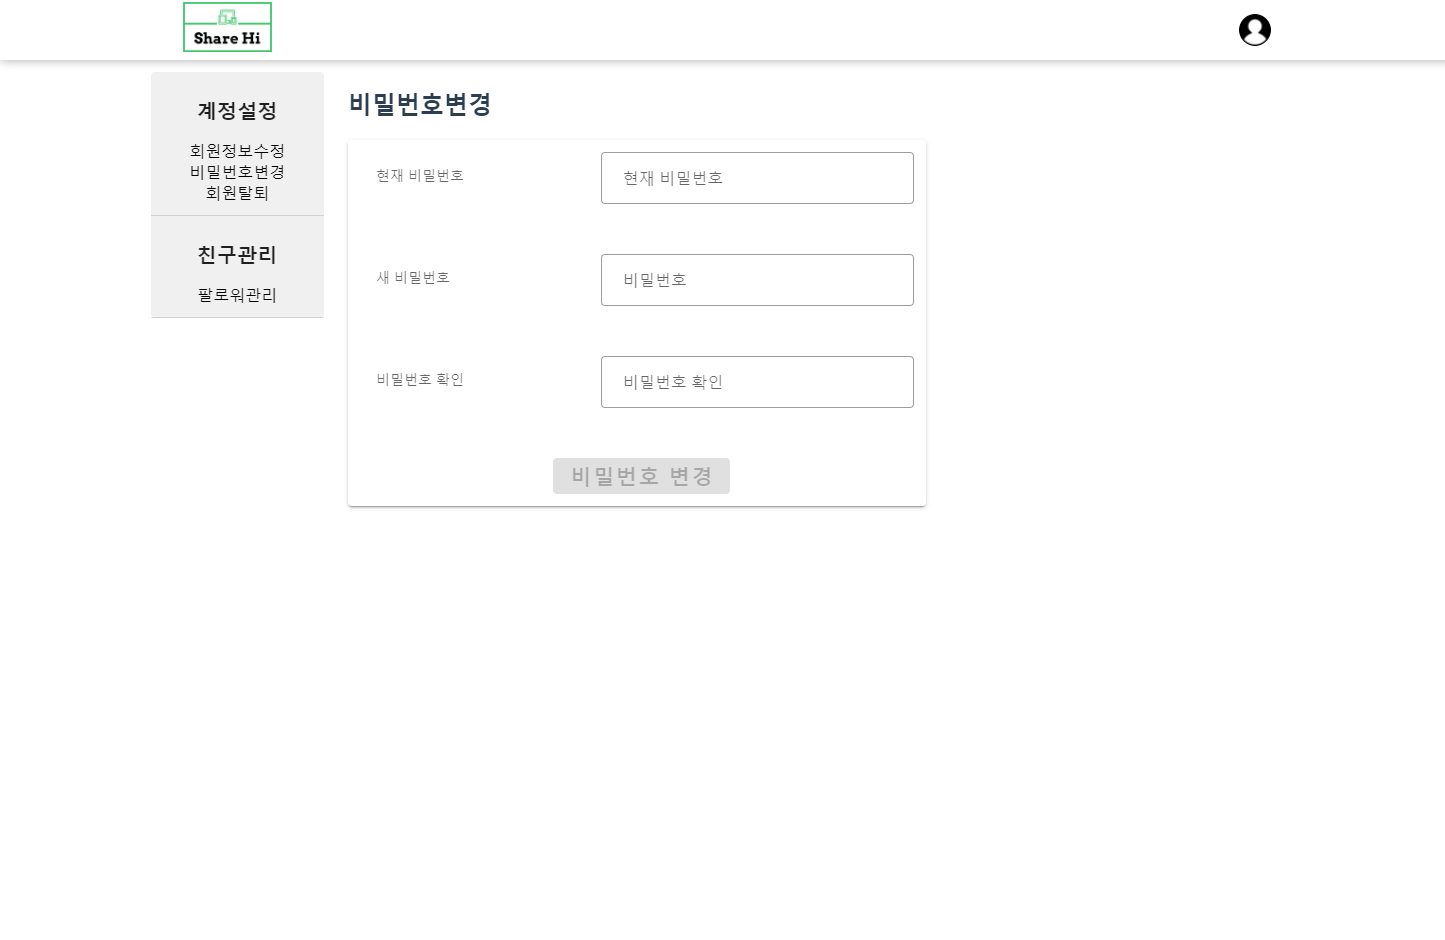 Share Hi
계정설정
회원정보수정
비밀번호변경
회원탈퇴
친구관리
팔로워관리
비밀번호변경
현재 비밀번호
현재 비밀번호
새 비밀번호
비밀번호
비밀번호 확인
비밀번호 확인
비밀번호 변경